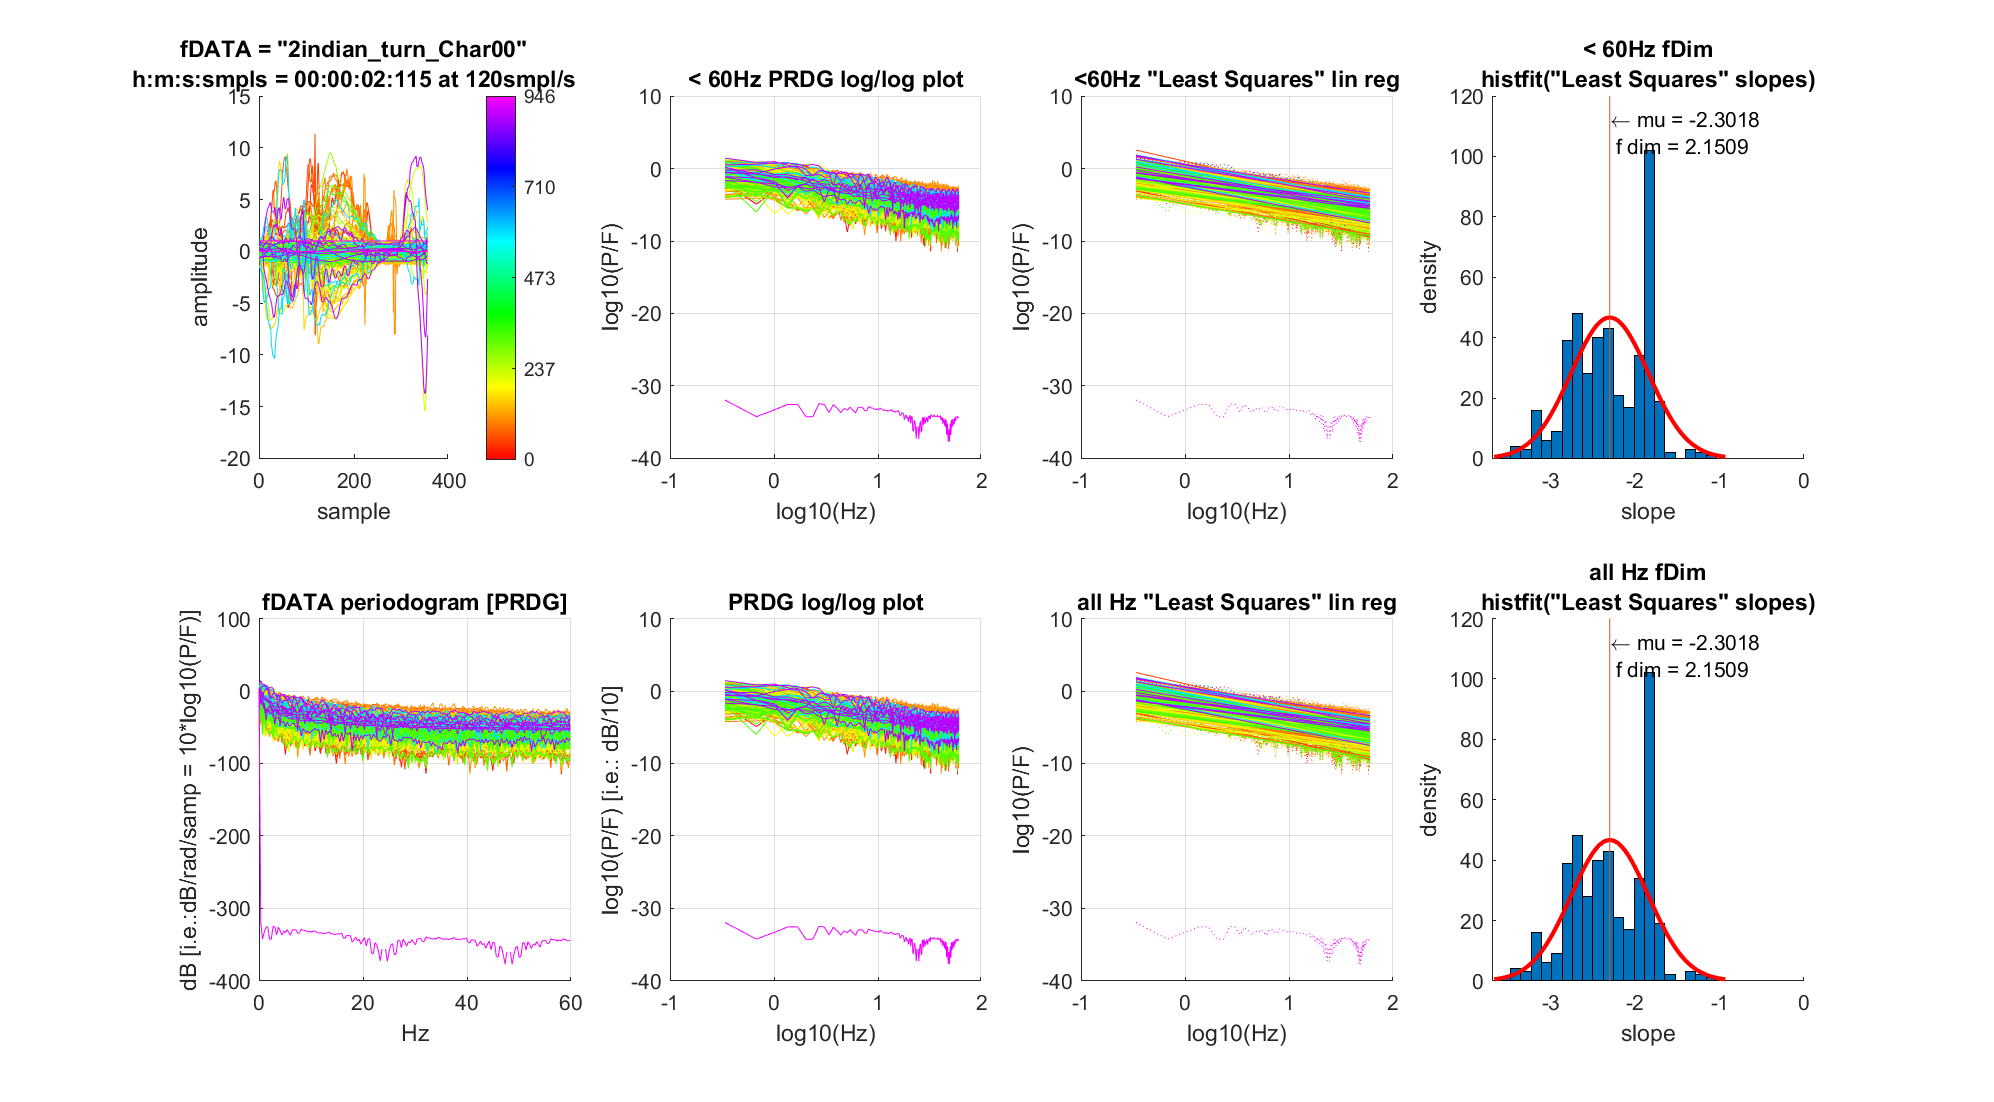 fDATA = "2indian_turn_Char00"
h:m:s:smpls = 00:00:02:115 at 120smpl/s
15
10
5
0
-5
-10
-15
-20
0
200
400
amplitude
sample
946
710
473
237
0
< 60Hz PRDG log/log plot
10
0
-10
-20
-30
-40
-1
0
1
2
log10(P/F)
log10(Hz)
<60Hz "Least Squares" lin reg
10
0
-10
-20
-30
-40
-1
0
1
2
log10(P/F)
log10(Hz)
< 60Hz fDim
histfit("Least Squares" slopes)
120
100
80
60
40
20
0
-3
-2
-1
0
← mu = -2.3018
f dim = 2.1509
density
slope
fDATA periodogram [PRDG]
100
0
-100
-200
-300
-400
0
20
40
60
dB [i.e.:dB/rad/samp = 10*log10(P/F)]
Hz
PRDG log/log plot
10
0
-10
-20
-30
-40
-1
0
1
2
log10(P/F) [i.e.: dB/10]
log10(Hz)
all Hz "Least Squares" lin reg
10
0
-10
-20
-30
-40
-1
0
1
2
log10(P/F)
log10(Hz)
all Hz fDim
histfit("Least Squares" slopes)
120
100
80
60
40
20
0
-3
-2
-1
0
← mu = -2.3018
f dim = 2.1509
density
slope